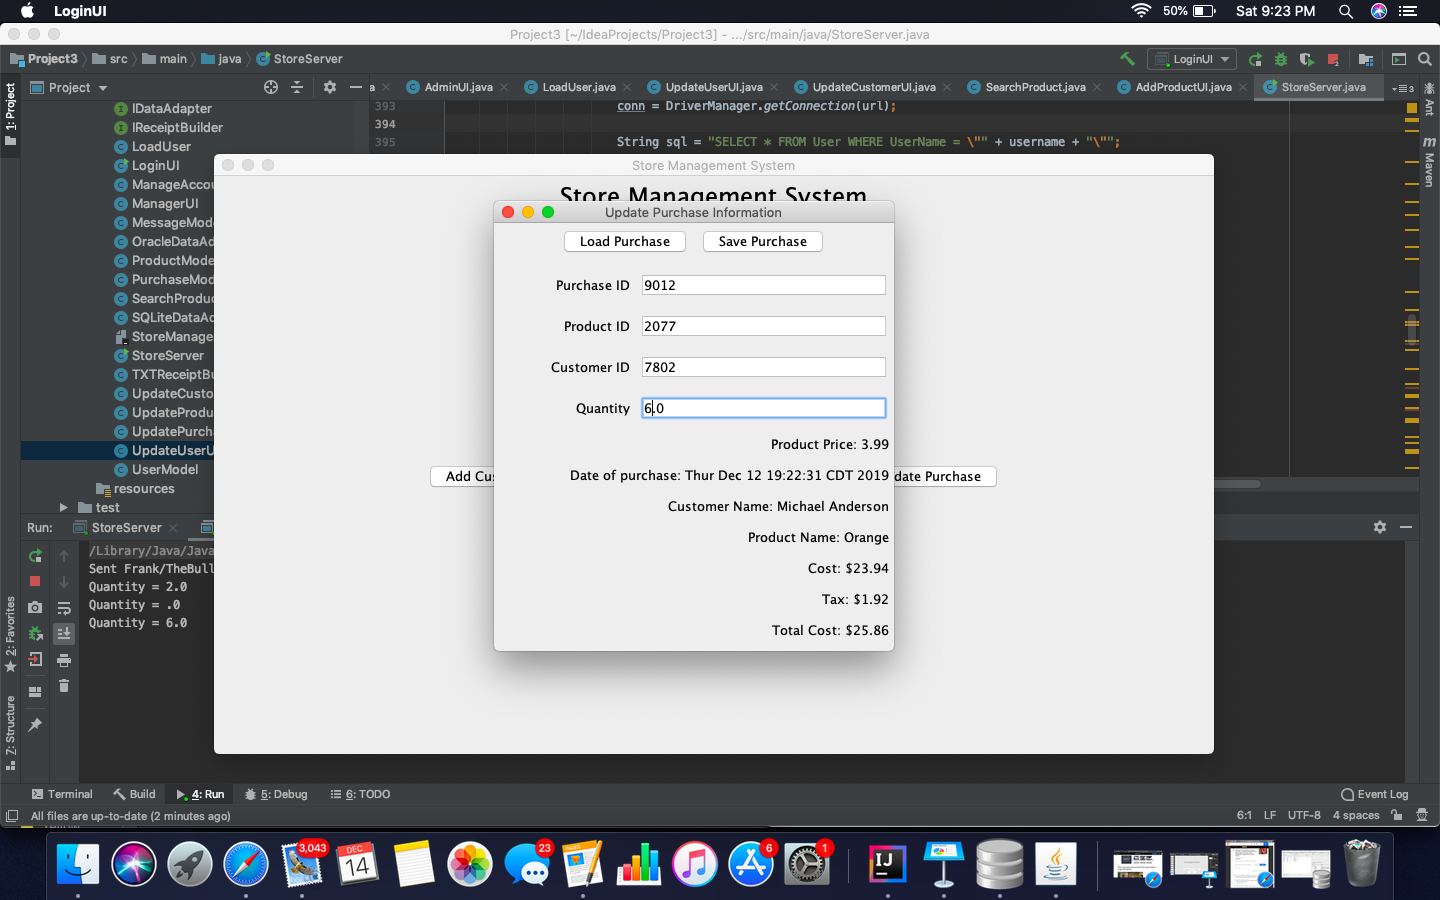 LoginUI
50%
Sat 9:23 PM
Project3 [~/IdeaProjects/Project3] - .../src/main/java/StoreServer.java
Project3
src
main
java
StoreServer
LoginUI
1: Project
Project
AdminUI.java
LoadUser.java
UpdateUserUI.java
UpdateCustomerUI.java
SearchProduct.java
AddProductUI.java
StoreServer.java
3
Ant
Maven
IDataAdapter
IReceiptBuilder
LoadUser
LoginUI
ManageAccou
ManagerUI
MessageMod
OracleDataAd
ProductMode
PurchaseMod
SearchProduc
SQLiteDataAd
StoreManage
StoreServer
TXTReceiptBu
UpdateCusto
UpdateProdu
UpdatePurch
UpdateUserU
UserModel
resources
test
393 conn = DriverManager.getConnection(url);
394
395 String sql = "SELECT * FROM User WHERE UserName = \"" + username + "\"";
Store Management System
Store Management System
Add Cus
date Purchase
Update Purchase Information
Load Purchase
Save Purchase
Purchase ID 9012
Product ID 2077
Customer ID 7802
Quantity 6.0
Product Price: 3.99
Date of purchase: Thur Dec 12 19:22:31 CDT 2019
Customer Name: Michael Anderson
Product Name: Orange
Cost: $23.94
Tax: $1.92
Total Cost: $25.86
Run:
StoreServer
/Library/Java/Java
Sent Frank/TheBull
Quantity = 2.0
Quantity = .0
Quantity = 6.0
2: Favorites
7: Structure
Terminal
Build
4: Run
5: Debug
6: TODO
Event Log
All files are up-to-date (2 minutes ago)
6:1
LF
UTF-8
4 spaces
3,043
DEC
14
23
6
1
IJ